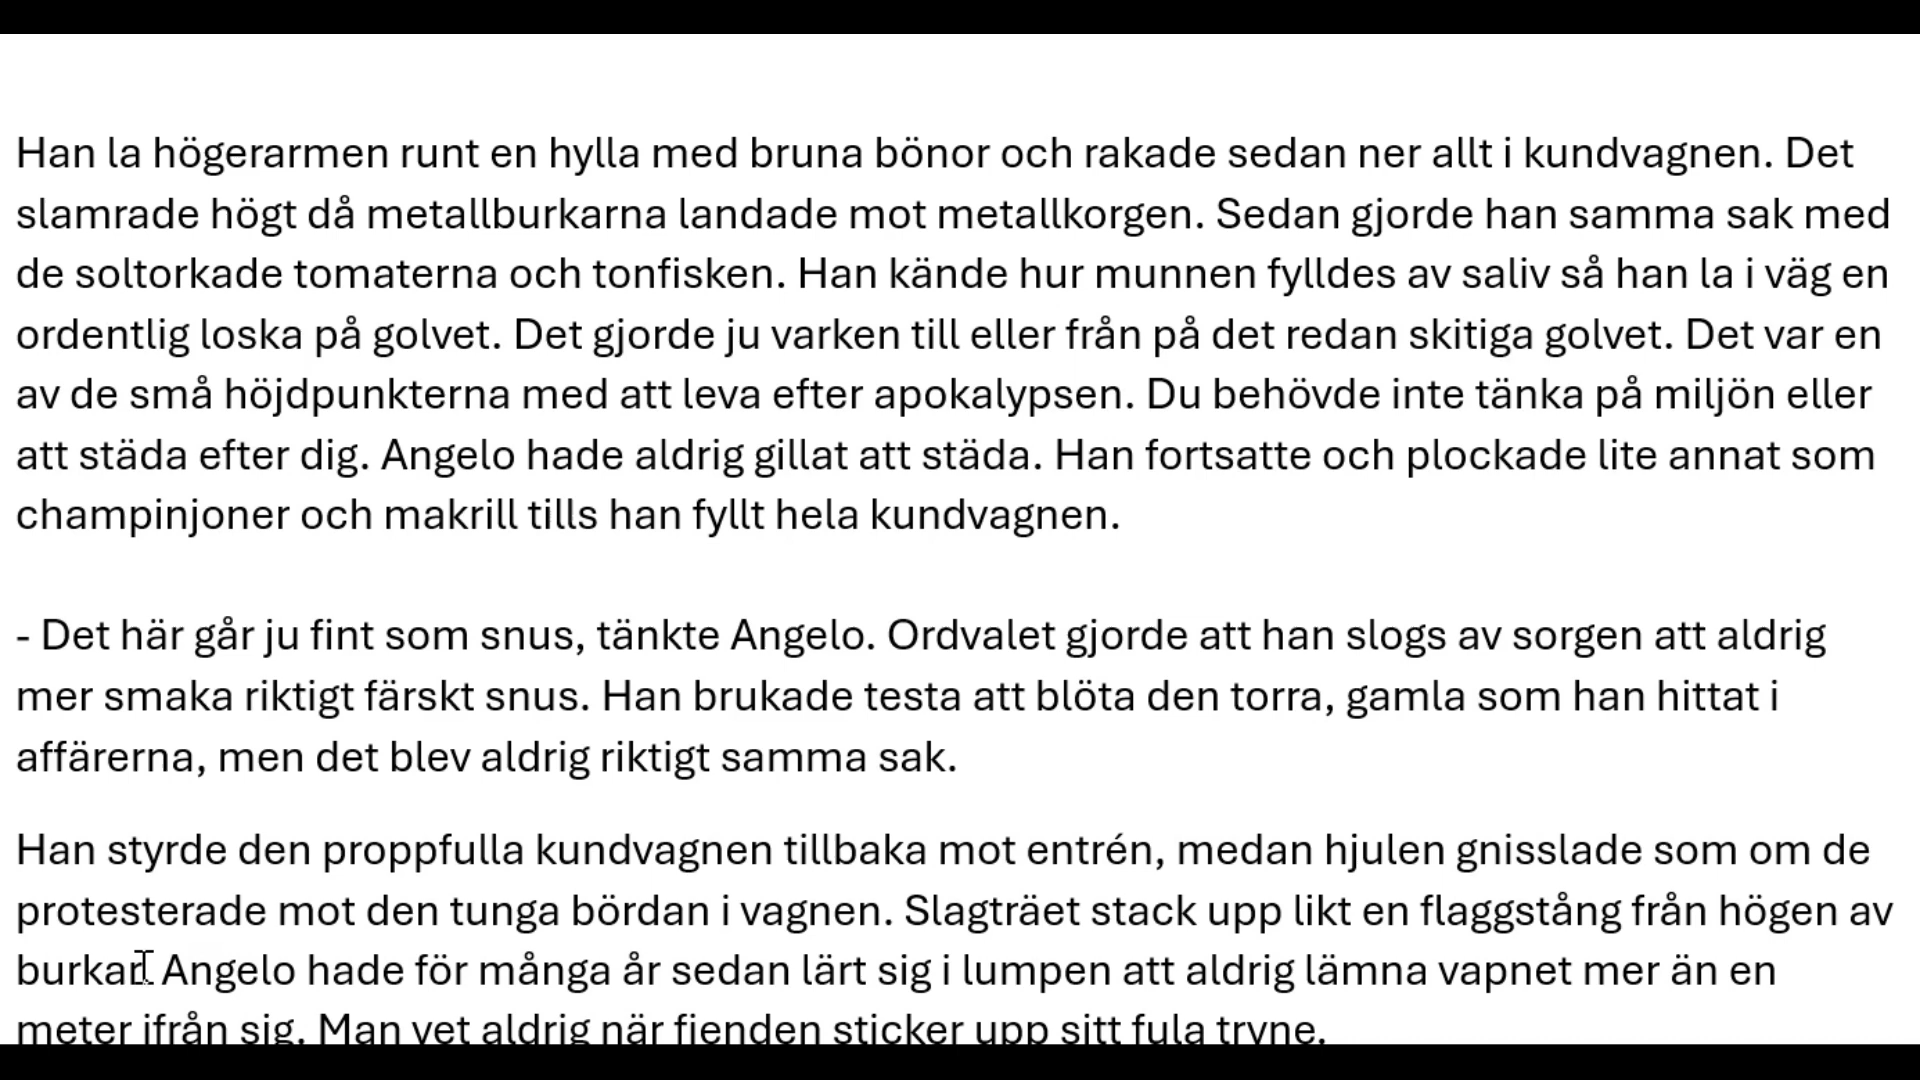 Han la högerarmen runt en hylla med bruna bönor och rakade sedan ner allt i kundvagnen. Det
slamrade högt då metallburkarna landade mot metallkorgen. Sedan gjorde han samma sak med
de soltorkade tomaterna och tonfisken. Han kände hur munnen fylldes av saliv så han la i väg en
ordentlig loska på golvet. Det gjorde ju varken till eller från på det redan skitiga golvet. Det var en
av de små höjdpunkterna med att leva efter apokalypsen. Du behövde inte tänka på miljön eller
att städa efter dig. Angelo hade aldrig gillat att städa. Han fortsatte och plockade lite annat som
champinjoner och makrill tills han fyllt hela kundvagnen.
- Det här går ju fint som snus, tänkte Angelo. Ordvalet gjorde att han slogs av sorgen att aldrig
mer smaka riktigt färskt snus. Han brukade testa att blöta den torra, gamla som han hittat i
affärerna, men det blev aldrig riktigt samma sak.
Han styrde den proppfulla kundvagnen tillbaka mot entrén, medan hjulen gnisslade som om de
protesterade mot den tunga bördan i vagnen. Slagträet stack upp likt en flaggstång från högen av
burkar. Angelo hade för många år sedan lärt sig i lumpen att aldrig lämna vapnet mer än en
meter ifrån sig. Man vet aldrig när fienden sticker upp sitt fula tryne.